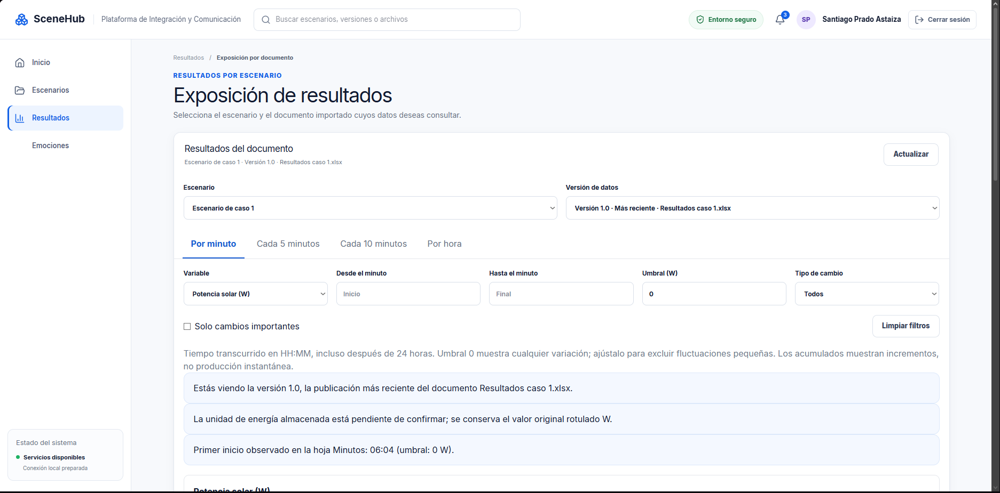 SceneHub
Plataforma de Integración y Comunicación
Buscar escenarios, versiones o archivos
Entorno seguro
3
SP
Santiago Prado Astaiza
Cerrar sesión
Inicio
Escenarios
Resultados
Emociones
Estado del sistema
Servicios disponibles
Conexión local preparada
Resultados / Exposición por documento
RESULTADOS POR ESCENARIO
Exposición de resultados
Selecciona el escenario y el documento importado cuyos datos deseas consultar.
Resultados del documento
Escenario de caso 1 · Versión 1.0 · Resultados caso 1.xlsx
Actualizar
Escenario
Escenario de caso 1
Versión de datos
Versión 1.0 · Más reciente · Resultados caso 1.xlsx
Por minuto
Cada 5 minutos
Cada 10 minutos
Por hora
Variable
Potencia solar (W)
Desde el minuto
Inicio
Hasta el minuto
Final
Umbral (W)
0
Tipo de cambio
Todos
Solo cambios importantes
Limpiar filtros
Tiempo transcurrido en HH:MM, incluso después de 24 horas. Umbral 0 muestra cualquier variación; ajústalo para excluir fluctuaciones pequeñas. Los acumulados muestran incrementos,
no producción instantánea.
Estás viendo la versión 1.0, la publicación más reciente del documento Resultados caso 1.xlsx.
La unidad de energía almacenada está pendiente de confirmar; se conserva el valor original rotulado W.
Primer inicio observado en la hoja Minutos: 06:04 (umbral: 0 W).
Potencia solar (W)